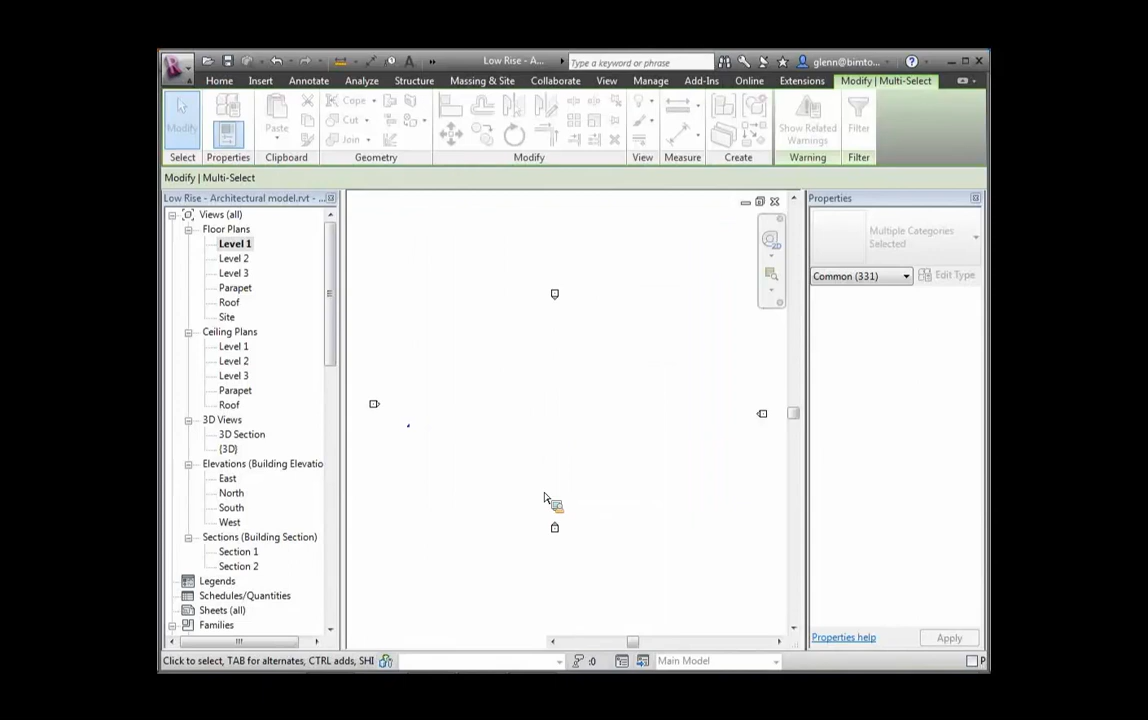 Low Rise - A...
Type a keyword or phrase
glenn@bimto...
Home Insert Annotate Analyze Structure Massing & Site Collaborate View Manage Add-Ins Online Extensions Modify | Multi-Select
Modify
Paste
Cope
Cut
Join
Show Related
Warnings
Filter
Select Properties Clipboard Geometry Modify View Measure Create Warning Filter
Modify | Multi-Select
Low Rise - Architectural model.rvt - ...
Views (all)
Floor Plans
Level 1
Level 2
Level 3
Parapet
Roof
Site
Ceiling Plans
Level 1
Level 2
Level 3
Parapet
Roof
3D Views
3D Section
{3D}
Elevations (Building Elevatio
East
North
South
West
Sections (Building Section)
Section 1
Section 2
Legends
Schedules/Quantities
Sheets (all)
Families
2D
Properties
Multiple Categories
Selected
Common (331)
Edit Type
Properties help
Apply
Click to select, TAB for alternates, CTRL adds, SHI
:0
Main Model
P